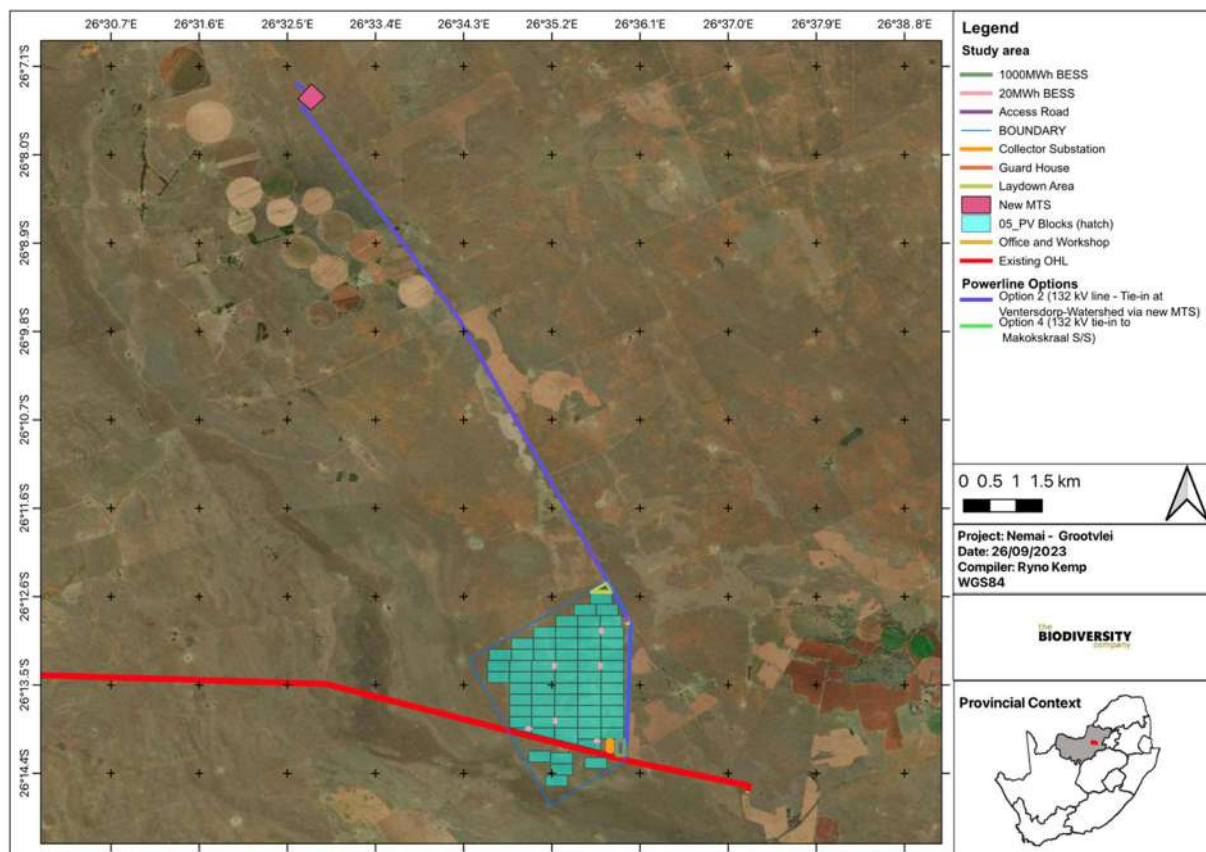 26°30.7'E 26°31.6'E 26°32.5'E 26°33.4'E 26°34.3'E 26°35.2'E 26°36.1'E 26°37.0'E 26°37.9'E 26°38.8'E
26°7.1'S
26°8.0'S
26°8.9'S
26°9.8'S
26°10.7'S
26°11.6'S
26°12.6'S
26°13.5'S
26°14.4'S
Legend
Study area
1000MWh BESS
20MWh BESS
Access Road
BOUNDARY
Collector Substation
Guard House
Laydown Area
New MTS
05_PV Blocks (hatch)
Office and Workshop
Existing OHL
Powerline Options
Option 2 (132 kV line - Tie-in at
Ventersdorp-Watershed via new MTS)
Option 4 (132 kV tie-in to
Makokskraal S/S)
0 0.5 1 1.5 km
Project: Nemai - Grootvlei
Date: 26/09/2023
Compiler: Ryno Kemp
WGS84
the
BIODIVERSITY
company
Provincial Context